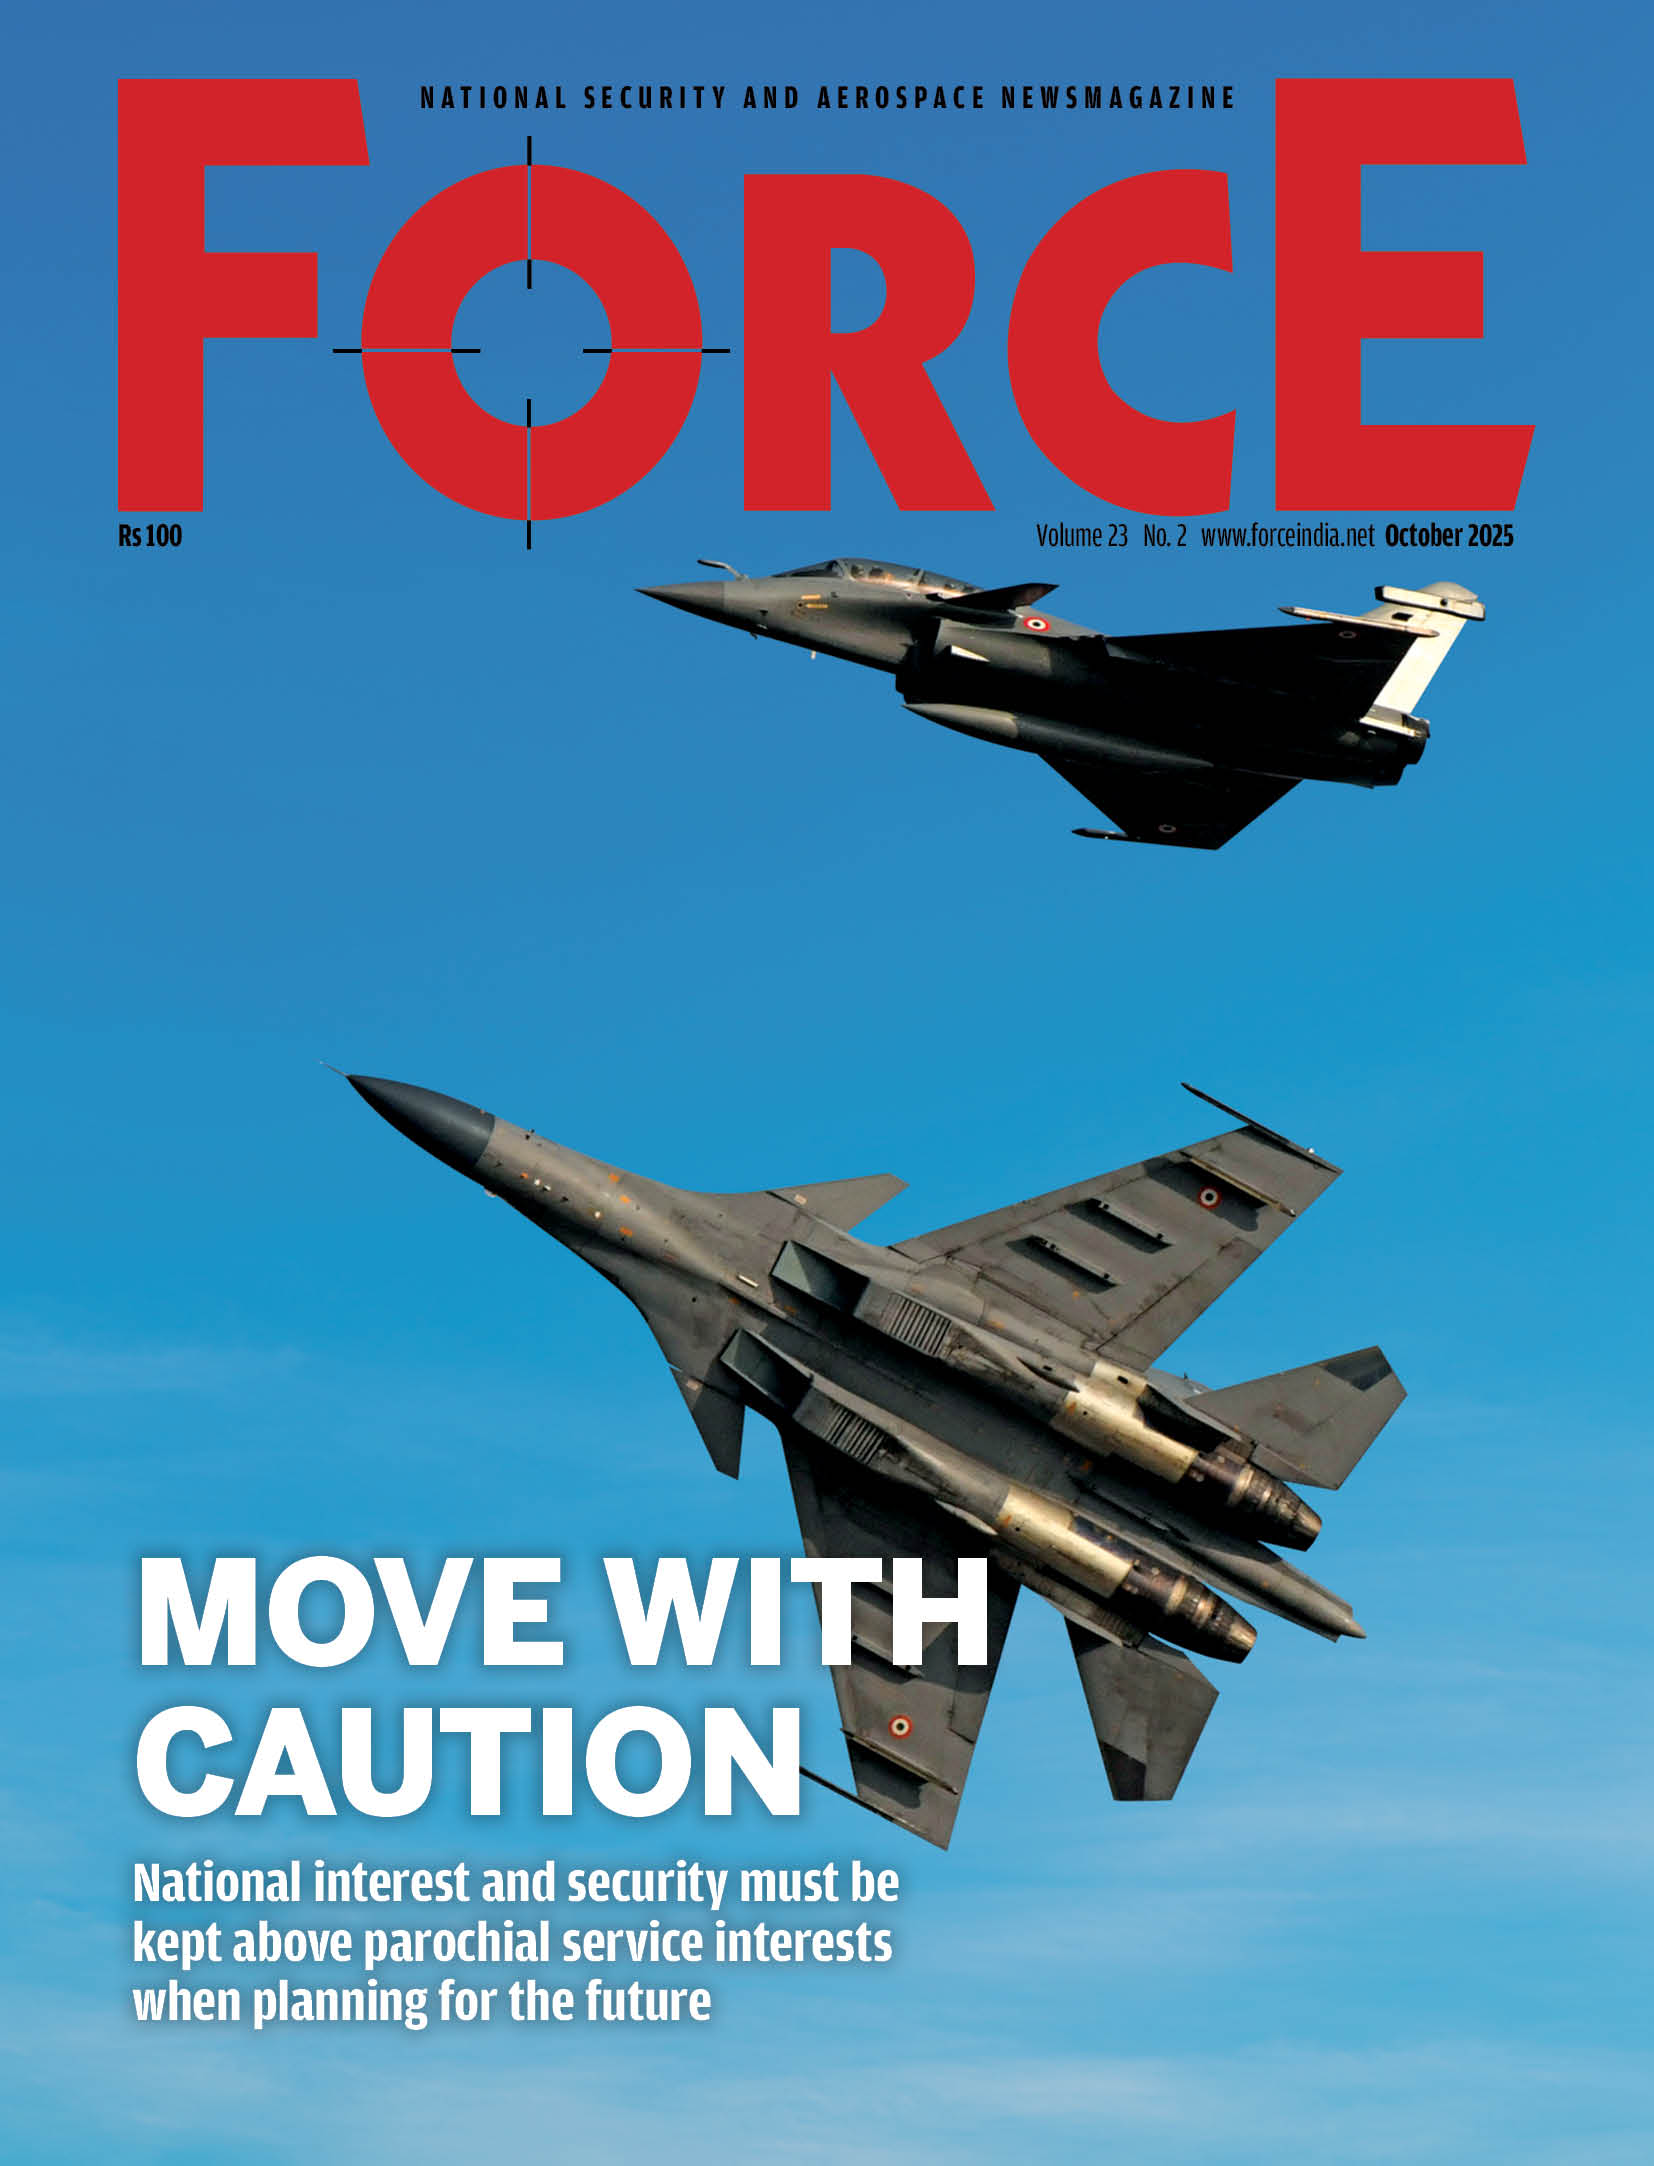 NATIONAL SECURITY AND AEROSPACE NEWSMAGAZINE
FORCE
Rs 100
Volume 23 No. 2 www.forceindia.net October 2025
MOVE WITH
CAUTION
National interest and security must be
kept above parochial service interests
when planning for the future